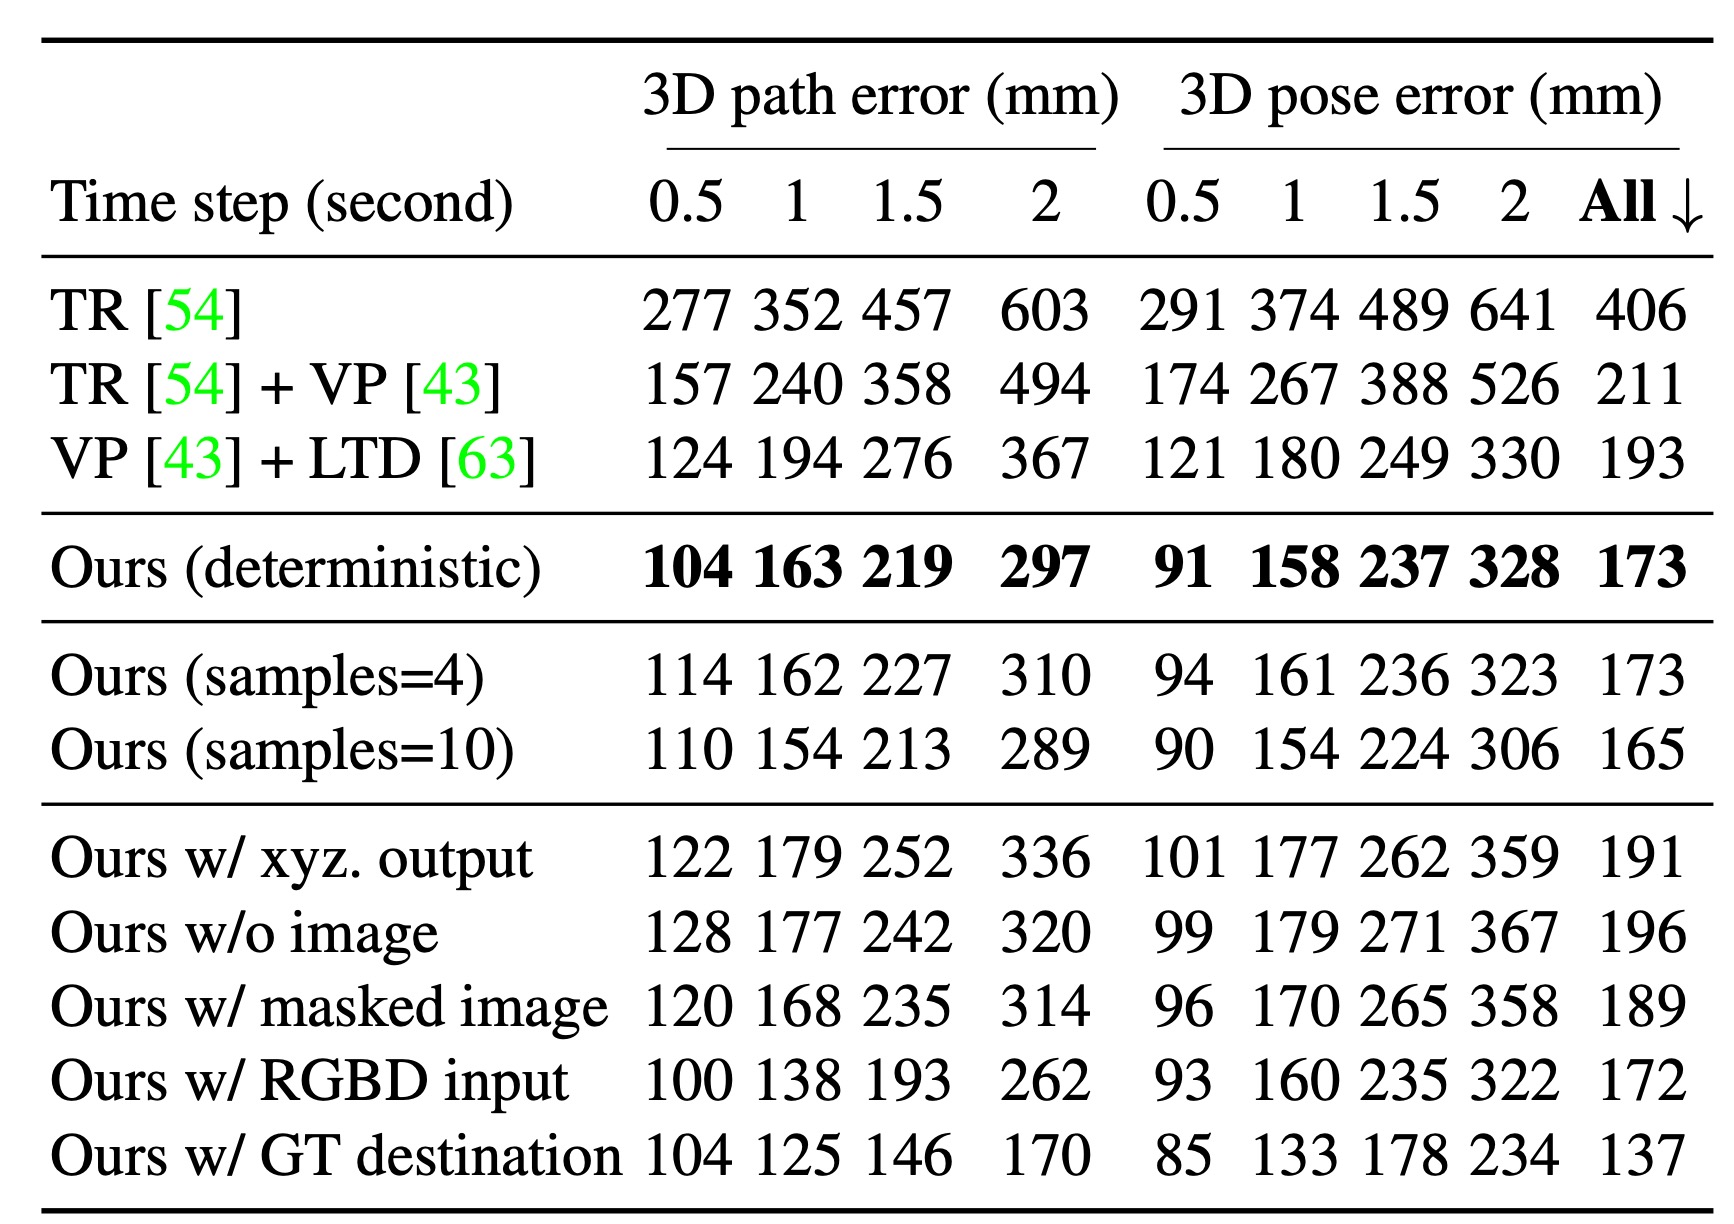 3D path error (mm) 3D pose error (mm)
Time step (second) 0.5 1 1.5 2 0.5 1 1.5 2 All ↓
TR [54] 277 352 457 603 291 374 489 641 406
TR [54] + VP [43] 157 240 358 494 174 267 388 526 211
VP [43] + LTD [63] 124 194 276 367 121 180 249 330 193
Ours (deterministic) 104 163 219 297 91 158 237 328 173
Ours (samples=4) 114 162 227 310 94 161 236 323 173
Ours (samples=10) 110 154 213 289 90 154 224 306 165
Ours w/ xyz. output 122 179 252 336 101 177 262 359 191
Ours w/o image 128 177 242 320 99 179 271 367 196
Ours w/ masked image 120 168 235 314 96 170 265 358 189
Ours w/ RGBD input 100 138 193 262 93 160 235 322 172
Ours w/ GT destination 104 125 146 170 85 133 178 234 137